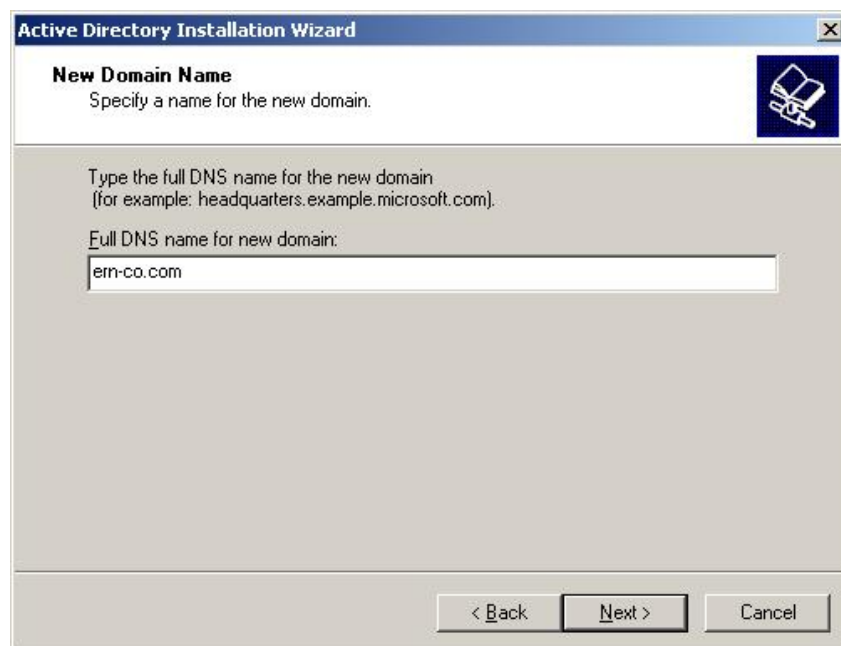 Active Directory Installation Wizard
New Domain Name
Specify a name for the new domain.
Type the full DNS name for the new domain
(for example: headquarters.example.microsoft.com).
Full DNS name for new domain:
ern-co.com
< Back
Next >
Cancel